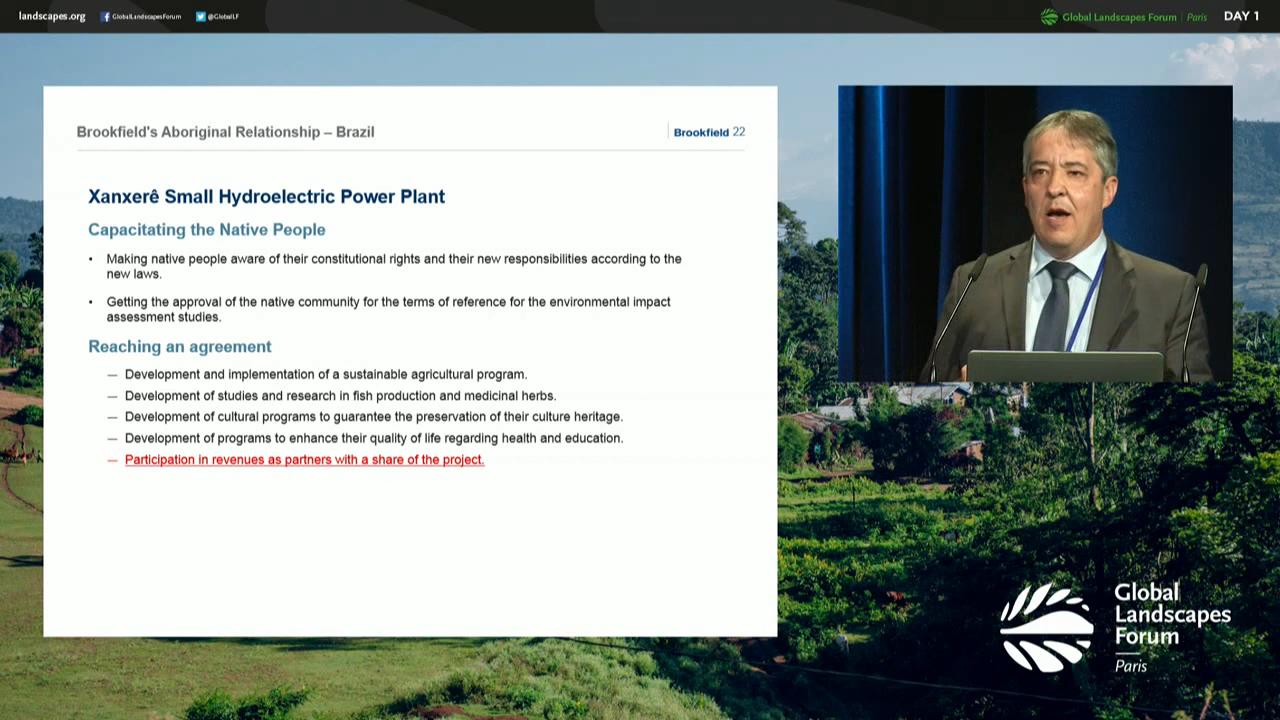 landscapes.org
GlobalLandscapesForum
@GlobalLF
Global Landscapes Forum | Paris
DAY 1
Brookfield's Aboriginal Relationship – Brazil
Brookfield 22
Xanxerê Small Hydroelectric Power Plant
Capacitating the Native People
• Making native people aware of their constitutional rights and their new responsibilities according to the
new laws.
• Getting the approval of the native community for the terms of reference for the environmental impact
assessment studies.
Reaching an agreement
— Development and implementation of a sustainable agricultural program.
— Development of studies and research in fish production and medicinal herbs.
— Development of cultural programs to guarantee the preservation of their culture heritage.
— Development of programs to enhance their quality of life regarding health and education.
— Participation in revenues as partners with a share of the project.
Global
Landscapes
Forum
Paris